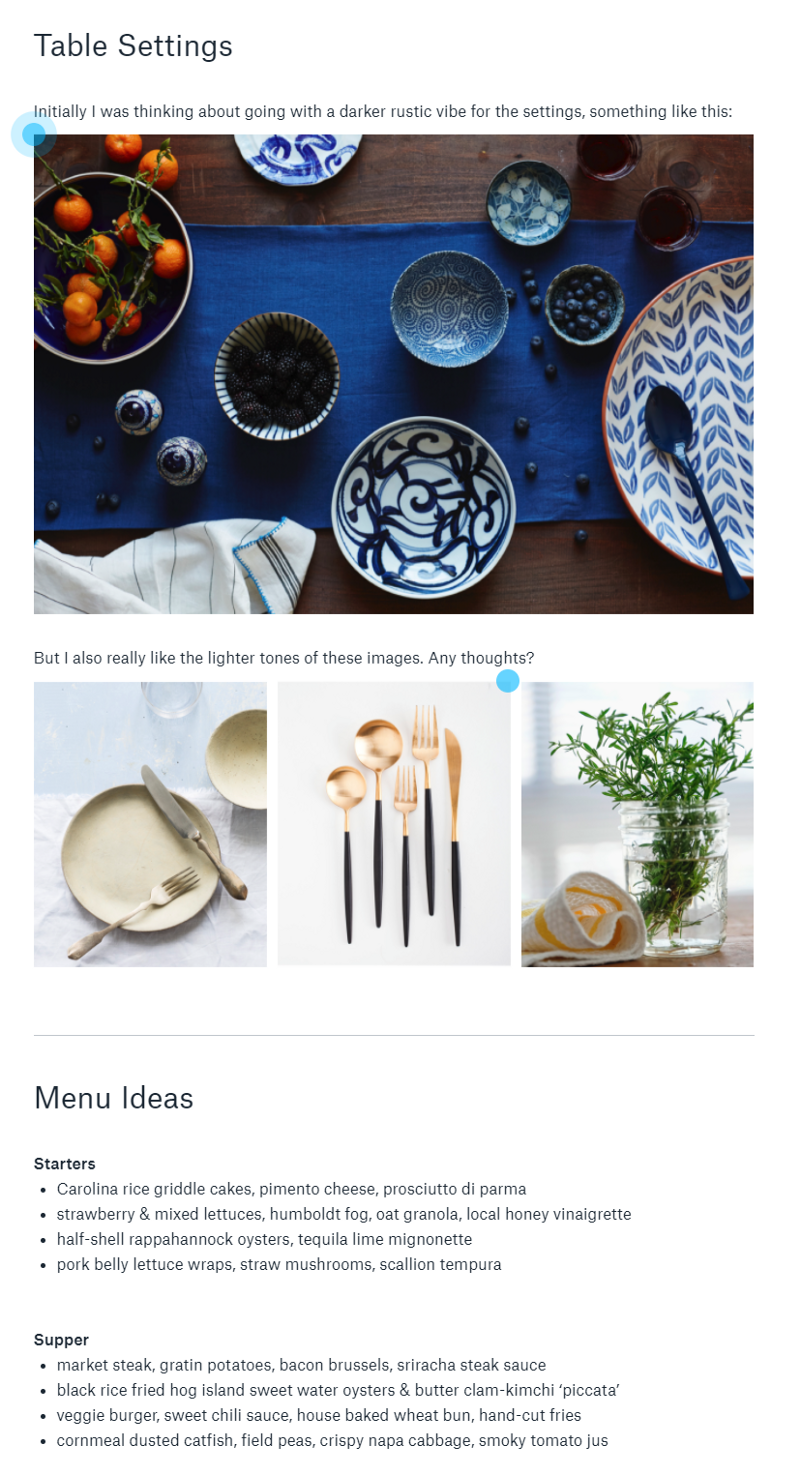 Table Settings
Initially I was thinking about going with a darker rustic vibe for the settings, something like this:
But I also really like the lighter tones of these images. Any thoughts?
Menu Ideas
Starters
• Carolina rice griddle cakes, pimento cheese, prosciutto di parma
• strawberry & mixed lettuces, humboldt fog, oat granola, local honey vinaigrette
• half-shell rappahannock oysters, tequila lime mignonette
• pork belly lettuce wraps, straw mushrooms, scallion tempura
Supper
• market steak, gratin potatoes, bacon brussels, sriracha steak sauce
• black rice fried hog island sweet water oysters & butter clam-kimchi ‘piccata’
• veggie burger, sweet chili sauce, house baked wheat bun, hand-cut fries
• cornmeal dusted catfish, field peas, crispy napa cabbage, smoky tomato jus